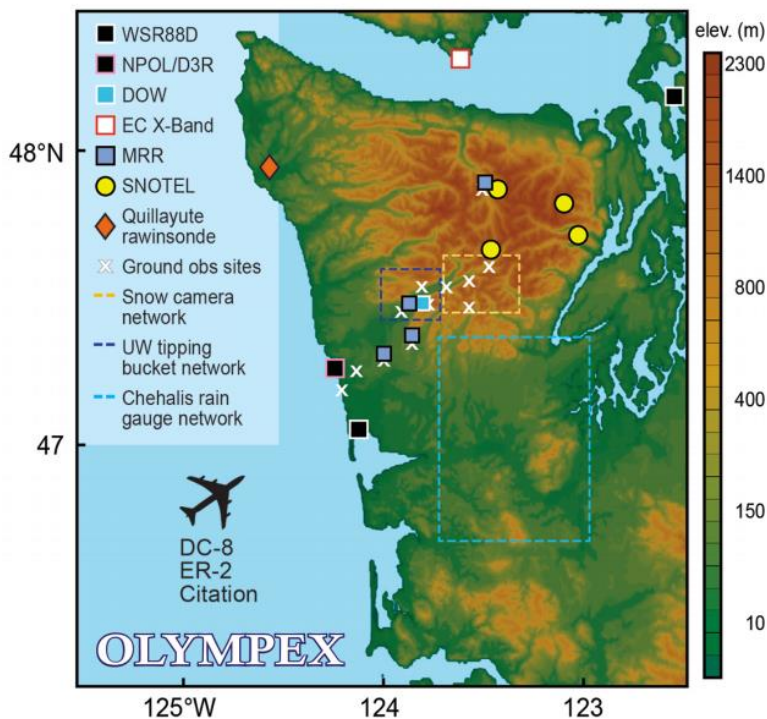 elev. (m)
WSR88D
NPOL/D3R
DOW
EC X-Band
MRR
SNOTEL
Quillayute
rawinsonde
Ground obs sites
Snow camera
network
UW tipping
bucket network
Chehalis rain
gauge network
48°N
47
2300
1400
800
400
150
10
DC-8
ER-2
Citation
OLYMPEX
125°W
124
123